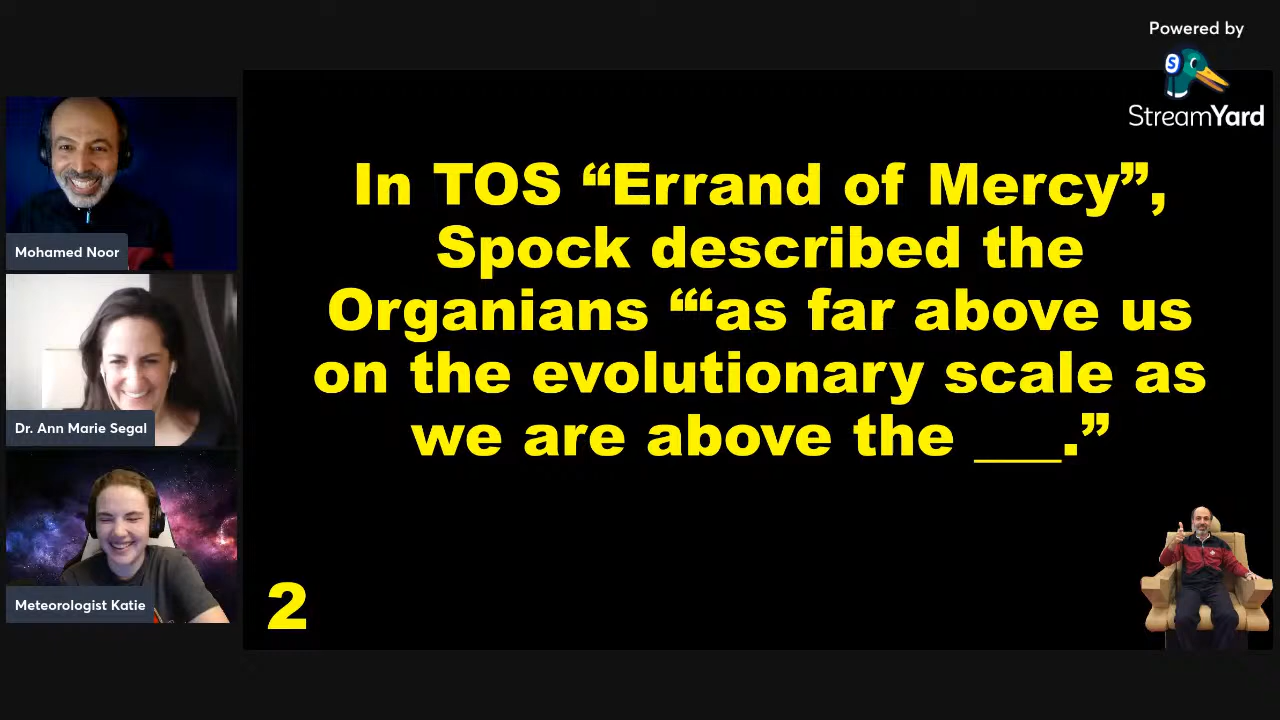 Powered by
StreamYard
In TOS “Errand of Mercy”,
Spock described the
Organians “‘as far above us
on the evolutionary scale as
we are above the ___.”
2
Mohamed Noor
Dr. Ann Marie Segal
Meteorologist Katie